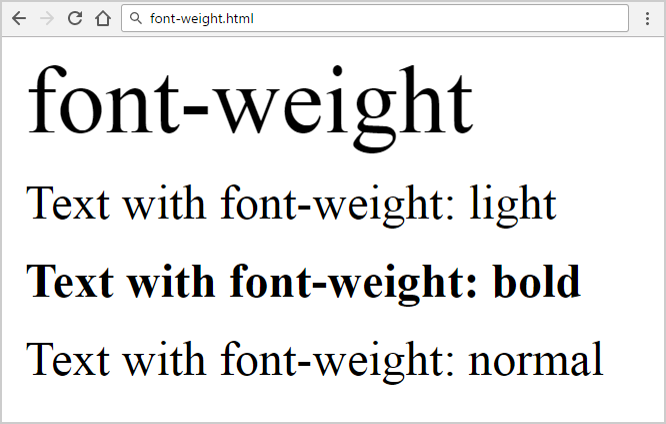 font-weight.html
font-weight
Text with font-weight: light
Text with font-weight: bold
Text with font-weight: normal